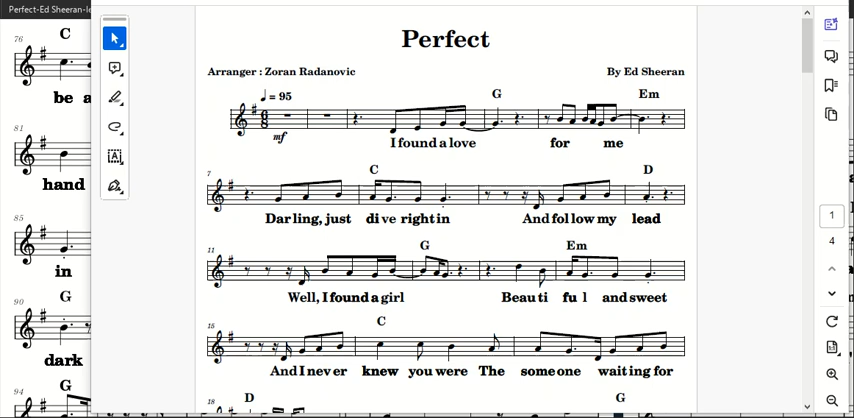 Perfect-Ed Sheeran-le
76
C
be a
81
hand
85
in
90
G
dark
94
G
Perfect
Arranger : Zoran Radanovic
By Ed Sheeran
= 95
G
Em
6
8
mf
I found a love for me
7
C
D
Dar ling, just di ve right in And fol low my lead
11
G
Em
Well, I found a girl Beau ti fu l and sweet
15
C
And I nev er knew you were The some one wait ing for
18
D
G
1
4